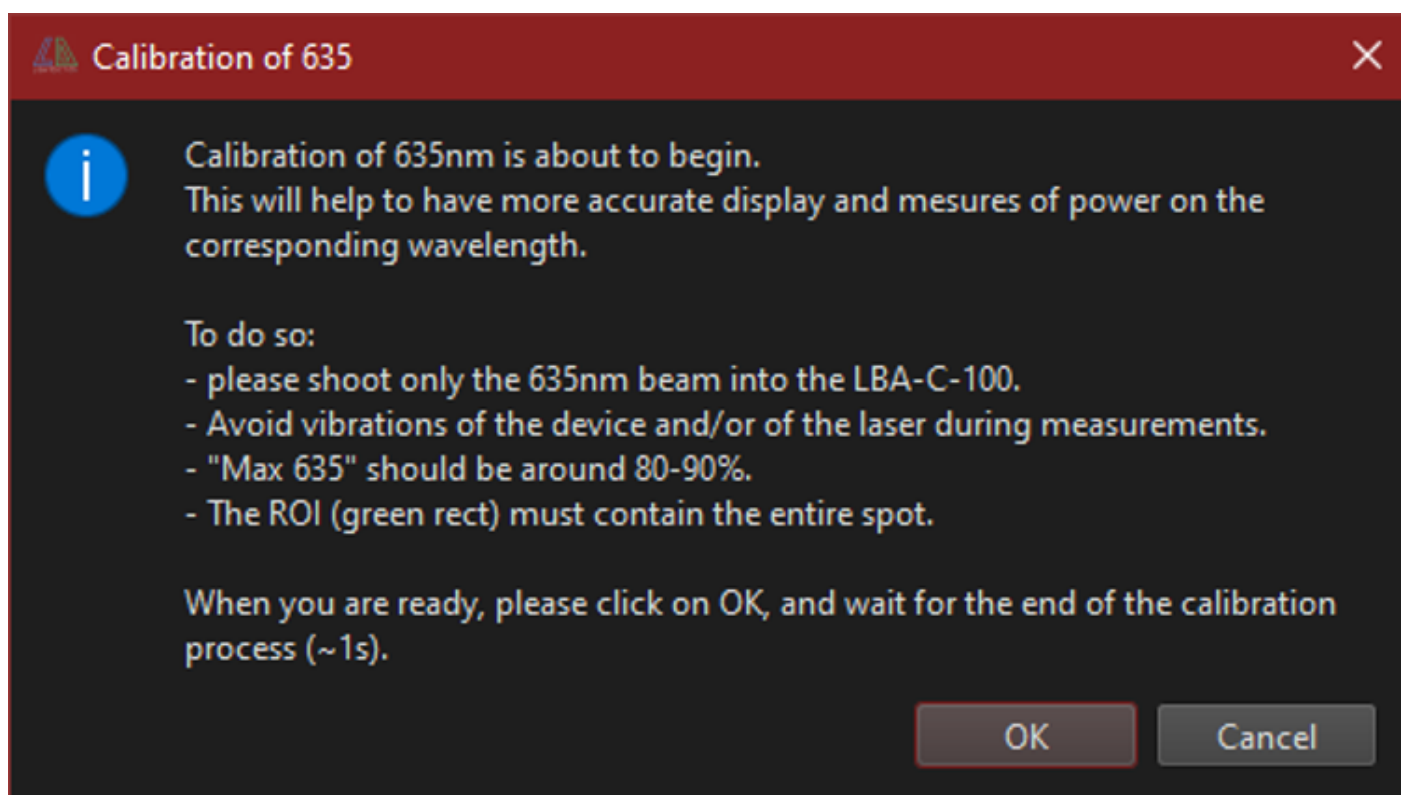 Calibration of 635
Calibration of 635nm is about to begin.
This will help to have more accurate display and mesures of power on the
corresponding wavelength.
To do so:
- please shoot only the 635nm beam into the LBA-C-100.
- Avoid vibrations of the device and/or of the laser during measurements.
- "Max 635" should be around 80-90%.
- The ROI (green rect) must contain the entire spot.
When you are ready, please click on OK, and wait for the end of the calibration
process (~1s).
OK Cancel